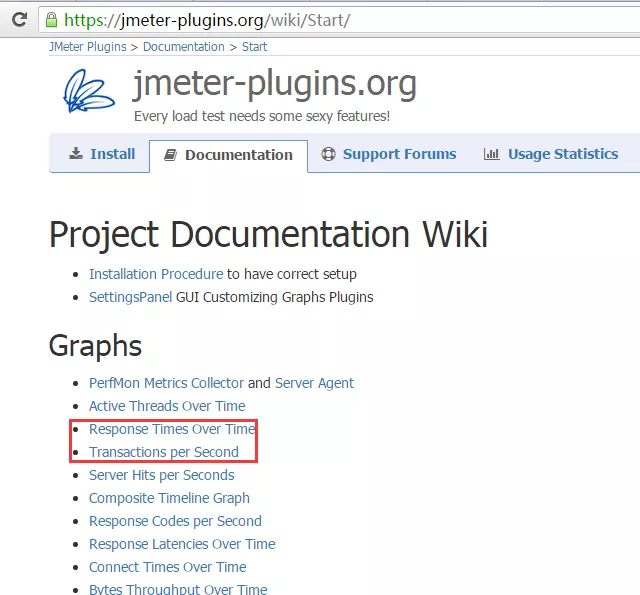 https://jmeter-plugins.org/wiki/Start/
JMeter Plugins > Documentation > Start
jmeter-plugins.org
Every load test needs some sexy features!
Install Documentation Support Forums Usage Statistics
Project Documentation Wiki
• Installation Procedure to have correct setup
• SettingsPanel GUI Customizing Graphs Plugins
Graphs
• PerfMon Metrics Collector and Server Agent
• Active Threads Over Time
• Response Times Over Time
• Transactions per Second
• Server Hits per Seconds
• Composite Timeline Graph
• Response Codes per Second
• Response Latencies Over Time
• Connect Times Over Time
• Bytes Throughput Over Time